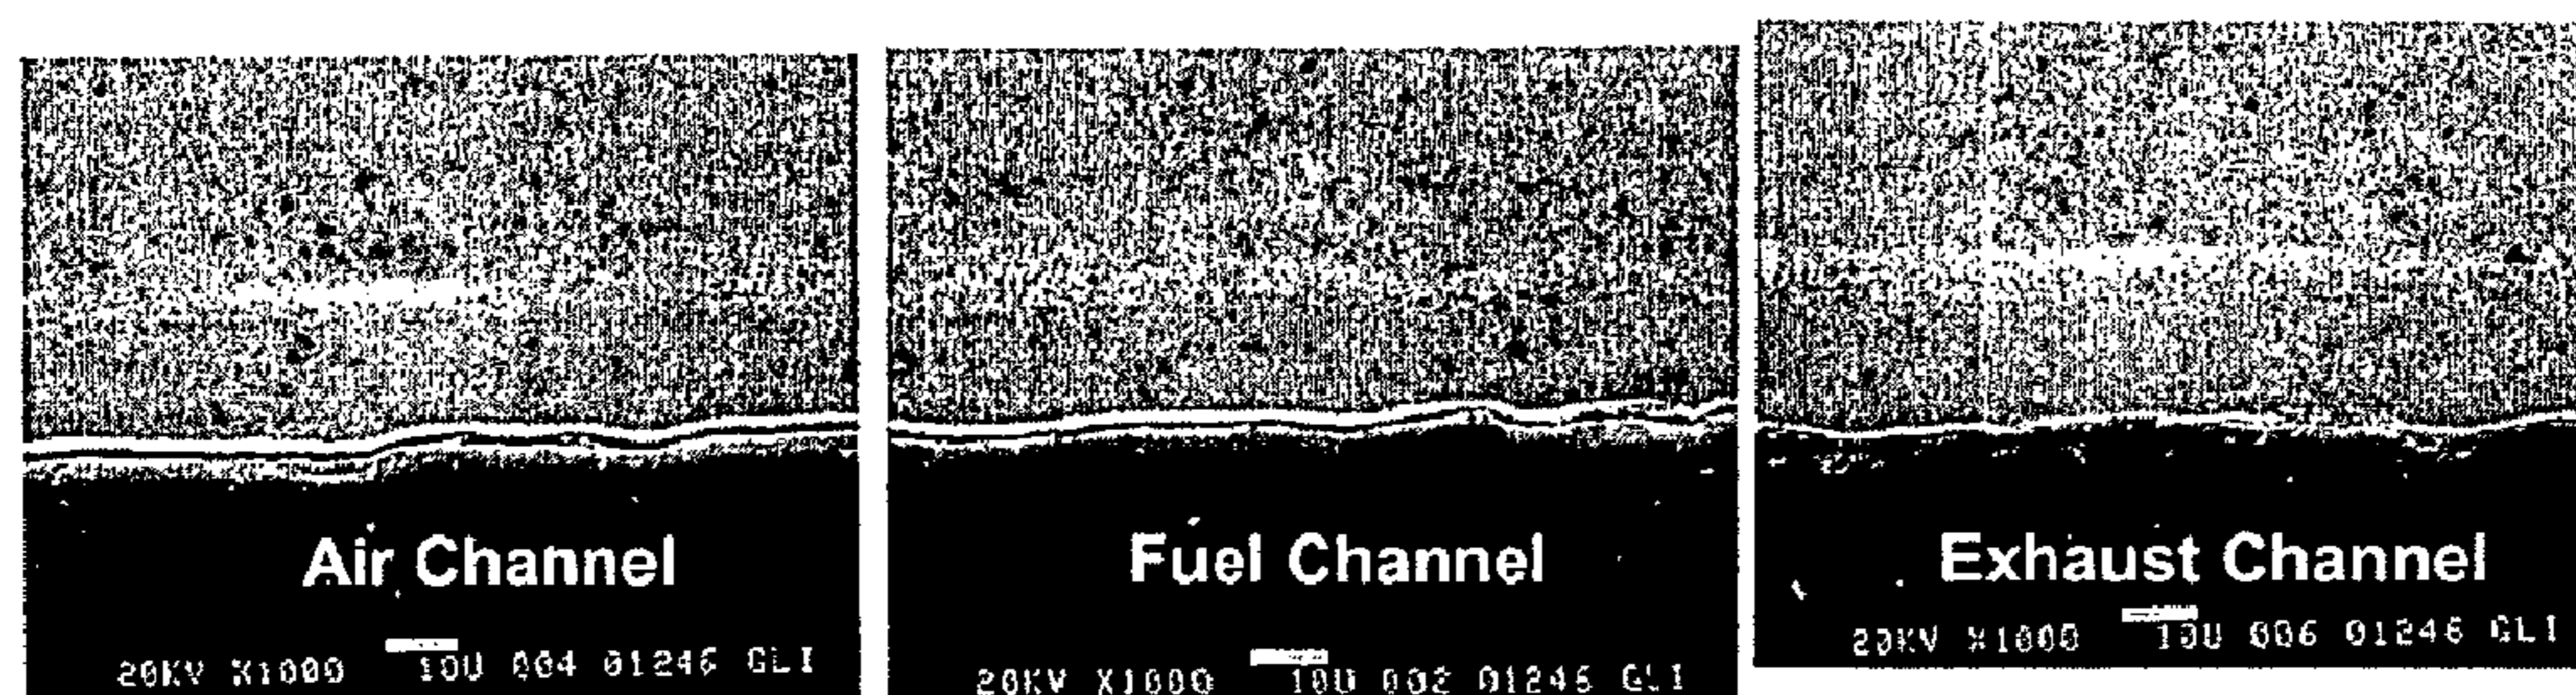 Air Channel
20KV X1000 10U 004 01246 GLI
Fuel Channel
20KV X1000 10U 002 01246 GLI
Exhaust Channel
20KV X1000 10U 006 01246 GLI